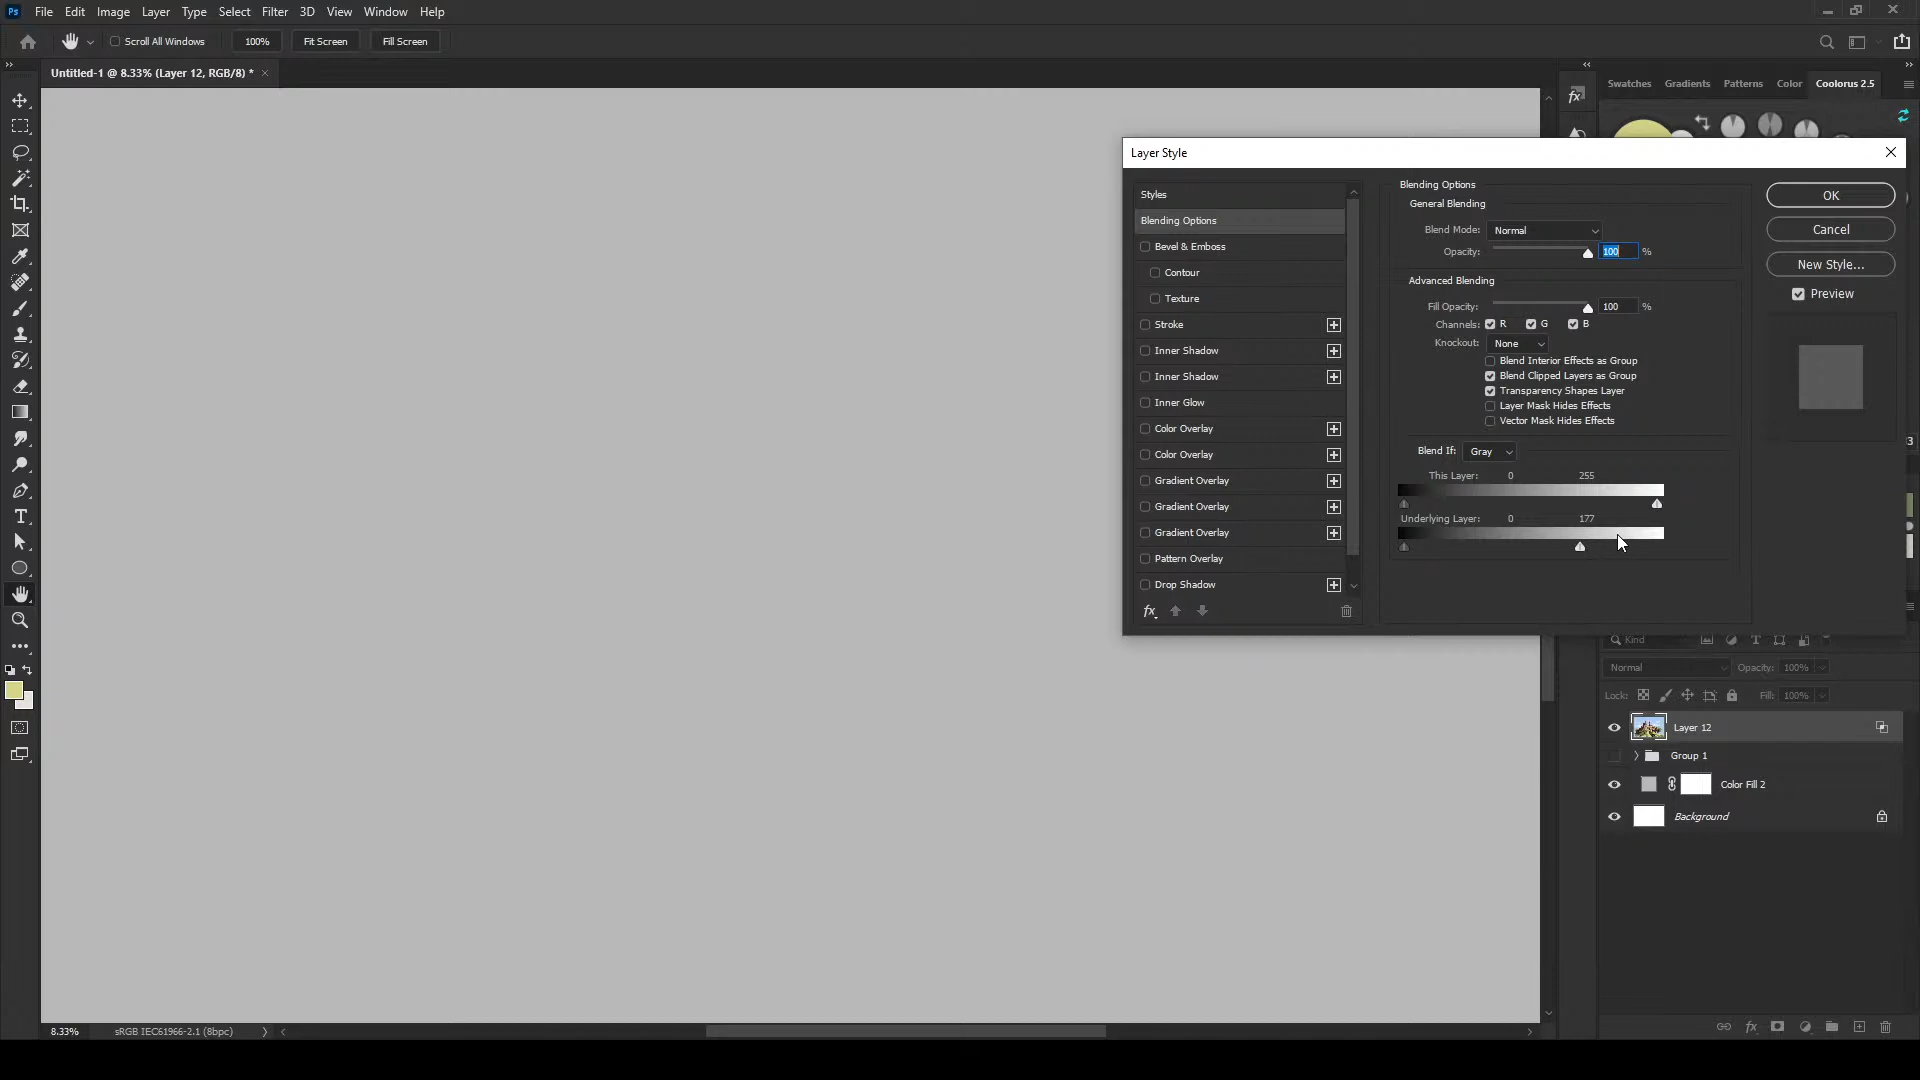 Ps File Edit Image Layer Type Select Filter 3D View Window Help
Scroll All Windows 100% Fit Screen Fill Screen
Untitled-1 @ 8.33% (Layer 12, RGB/8) *
Swatches Gradients Patterns Color Coolorus 2.5
Layer Style
Styles
Blending Options
Bevel & Emboss
Contour
Texture
Stroke
Inner Shadow
Inner Shadow
Inner Glow
Color Overlay
Color Overlay
Gradient Overlay
Gradient Overlay
Gradient Overlay
Pattern Overlay
Drop Shadow
fx
Blending Options
General Blending
Blend Mode: Normal
Opacity: 100 %
Advanced Blending
Fill Opacity: 100 %
Channels: R G B
Knockout: None
Blend Interior Effects as Group
Blend Clipped Layers as Group
Transparency Shapes Layer
Layer Mask Hides Effects
Vector Mask Hides Effects
Blend If: Gray
This Layer: 0 255
Underlying Layer: 0 177
OK
Cancel
New Style...
Preview
Kind
Normal Opacity: 100%
Lock: Fill: 100%
Layer 12
Group 1
Color Fill 2
Background
fx
8.33% sRGB IEC61966-2.1 (8bpc)